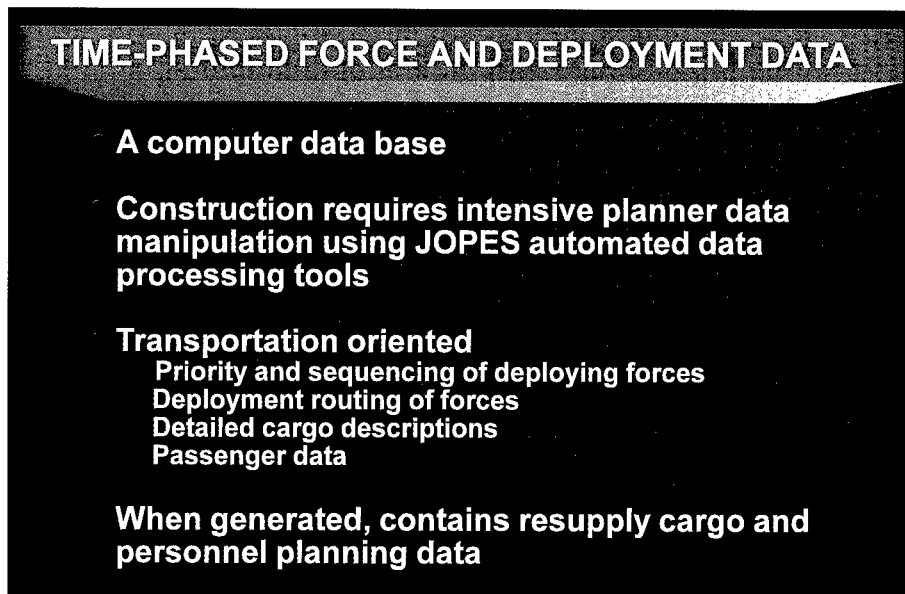 TIME-PHASED FORCE AND DEPLOYMENT DATA
A computer data base
Construction requires intensive planner data
manipulation using JOPES automated data
processing tools
Transportation oriented
Priority and sequencing of deploying forces
Deployment routing of forces
Detailed cargo descriptions
Passenger data
When generated, contains resupply cargo and
personnel planning data